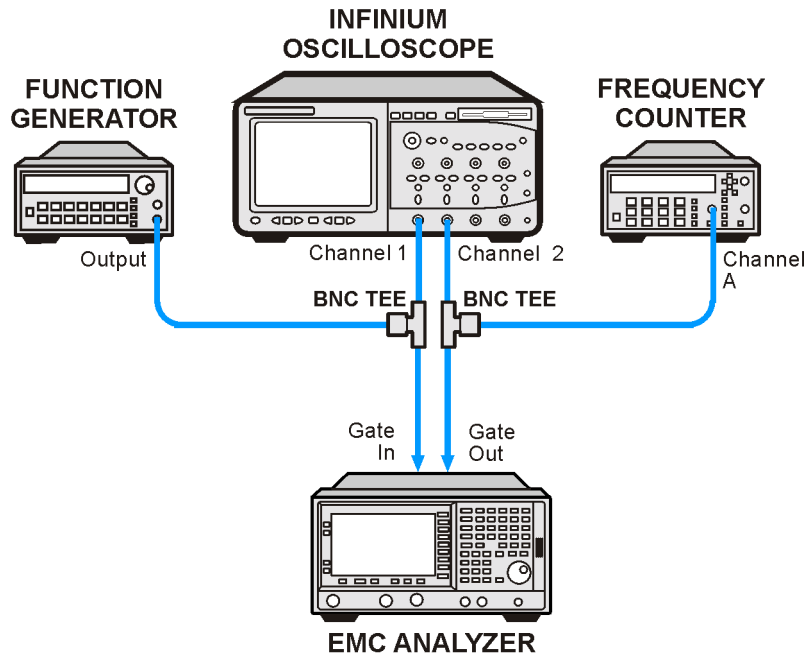 INFINIUM
OSCILLOSCOPE
FUNCTION
GENERATOR
FREQUENCY
COUNTER
Output
Channel 1
Channel 2
Channel
A
BNC TEE
BNC TEE
Gate
In
Gate
Out
EMC ANALYZER